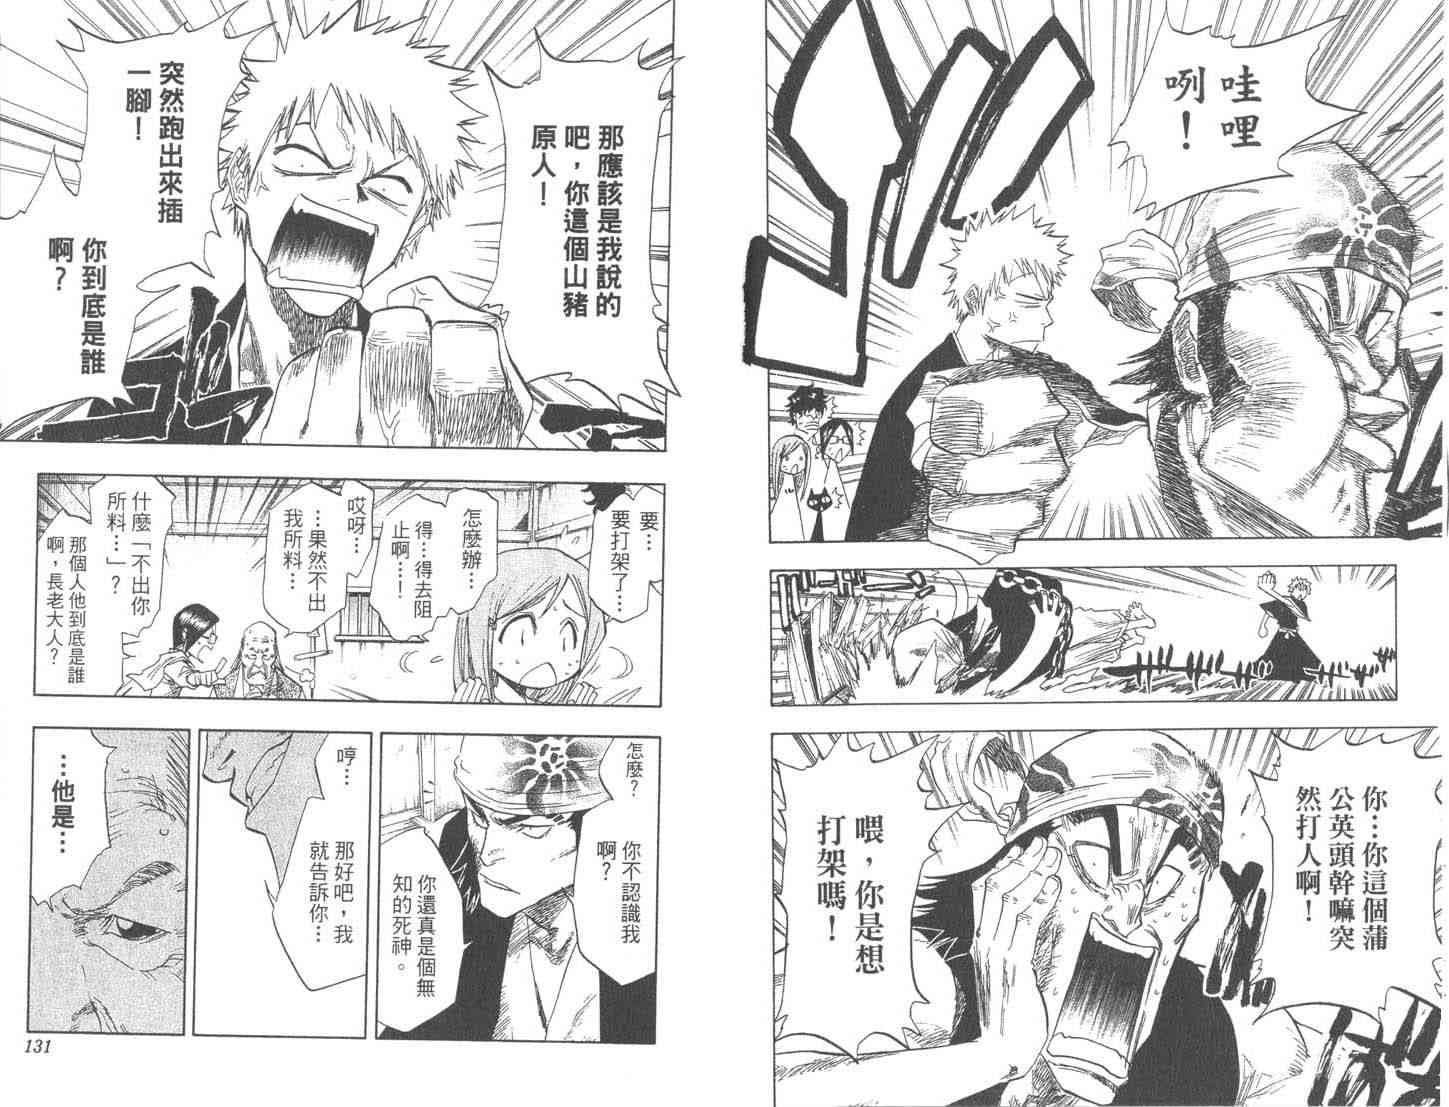 哇哩
咧！
你…你這個蒲
公英頭幹嘛突
然打人啊！
喂，你是想
打架嗎！
那應該是我說的
吧，你這個山豬
原人！
突然跑出來插
一腳！
你到底是誰
啊？
要…
要打架了…
怎麼辦…
得…得去阻
止啊……！
哎呀…
…果然不出
我所料…
什麼「不出你
所料…」？
那個人他到底是誰
啊，長老大人？
怎麼？
你不認識我
啊？
你還真是個無
知的死神。
哼…
那好吧，我
就告訴你…
…他是…
131